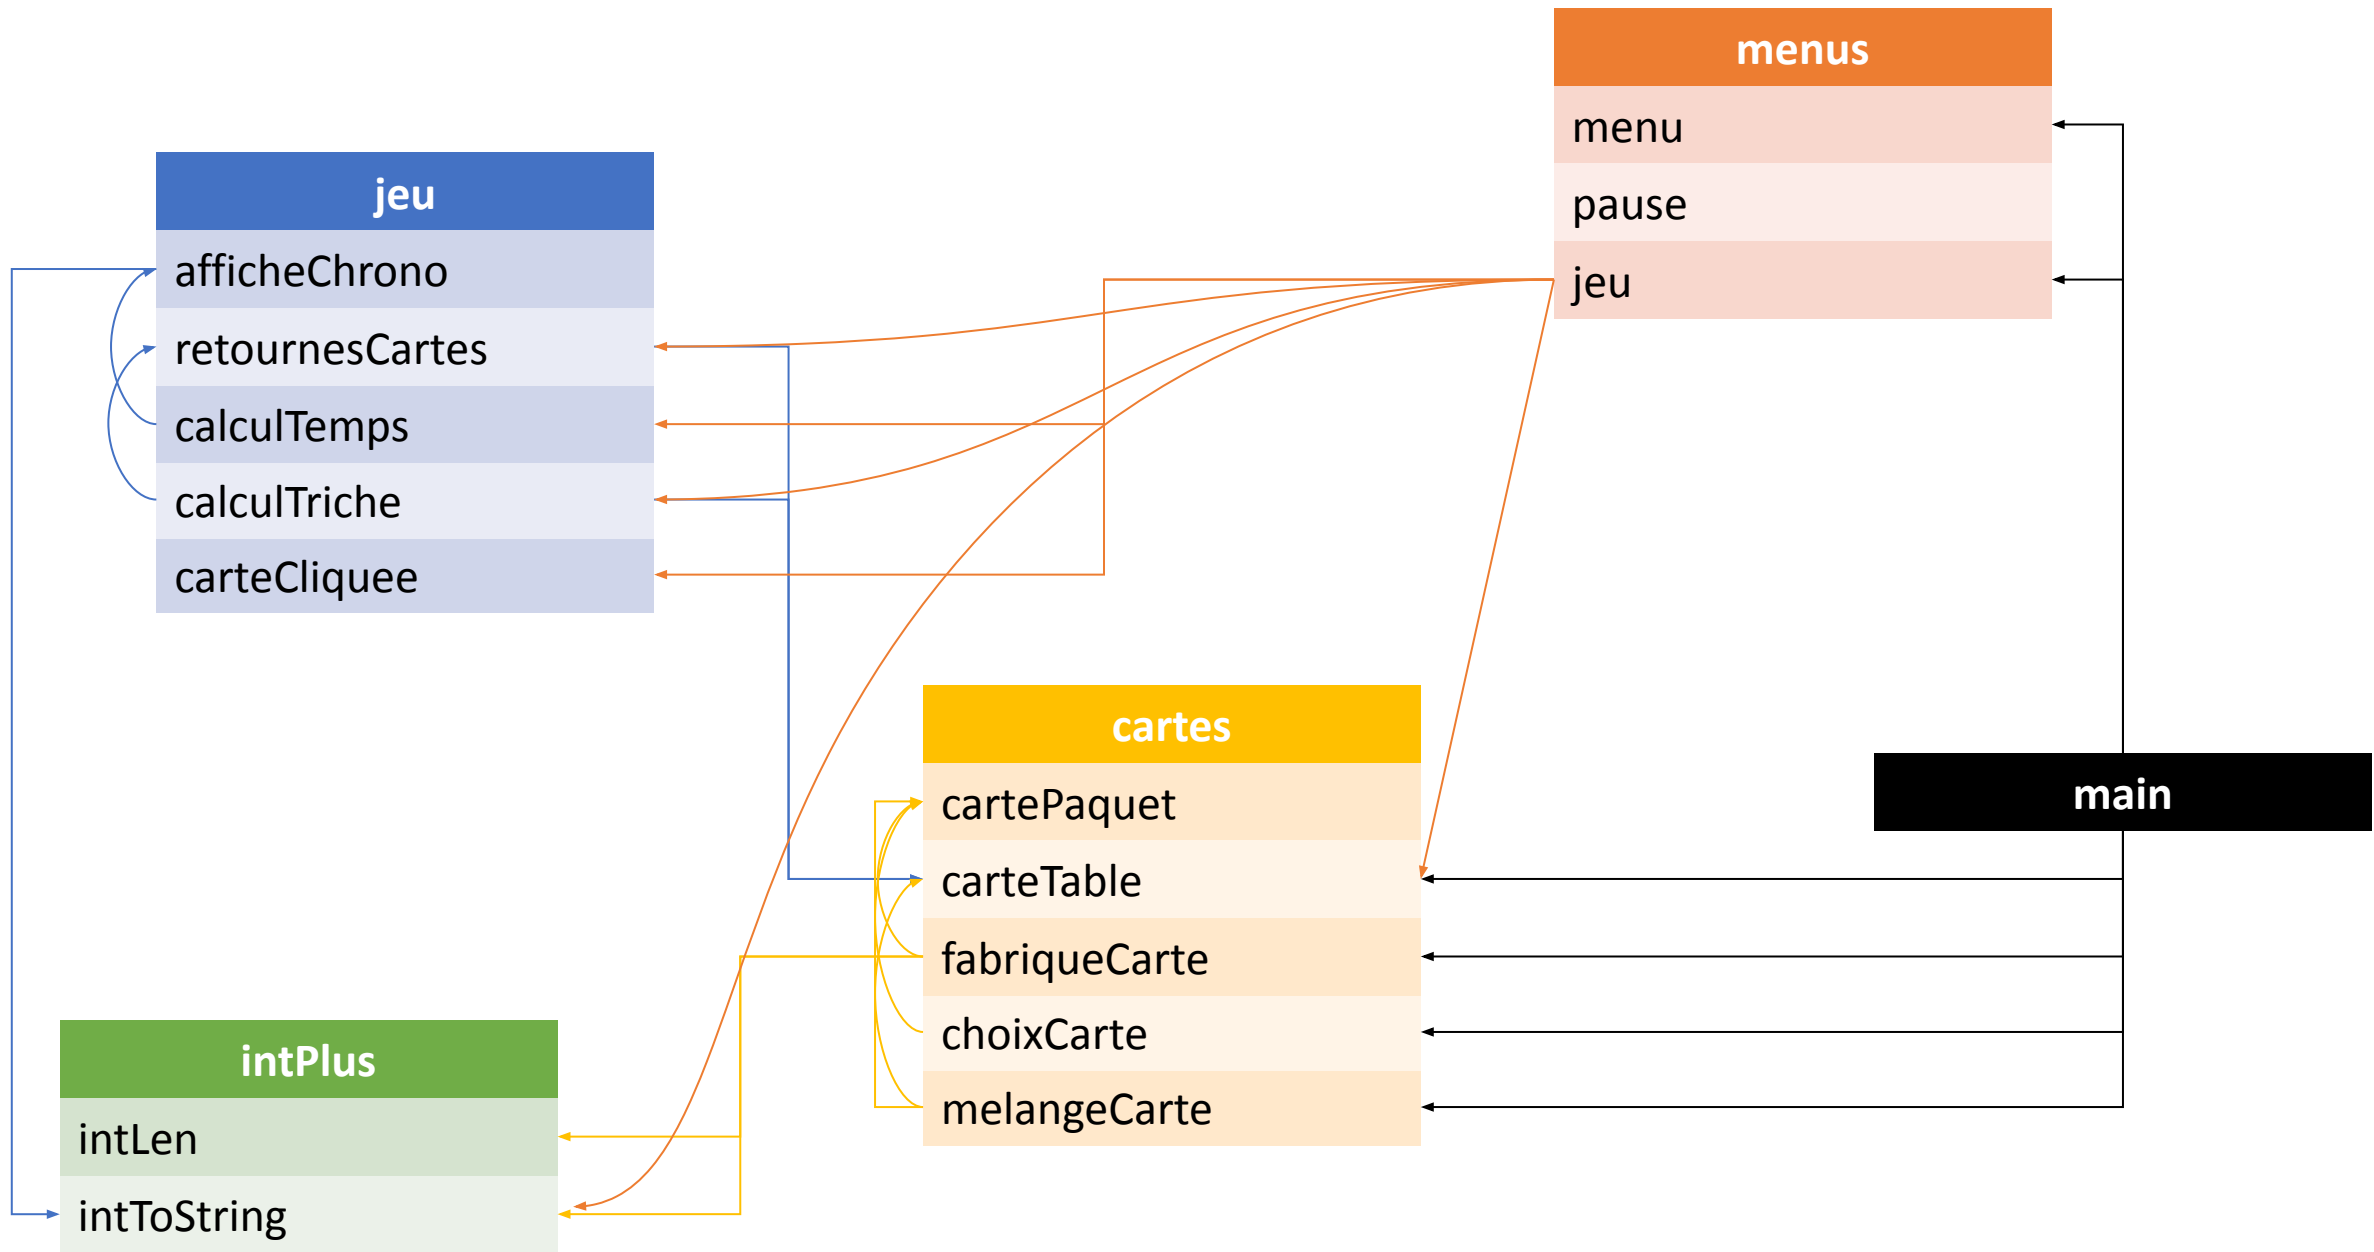 menus
menu
pause
jeu
jeu
afficheChrono
retournesCartes
calculTemps
calculTriche
carteCliquee
cartes
cartePaquet
carteTable
fabriqueCarte
choixCarte
melangeCarte
main
intPlus
intLen
intToString